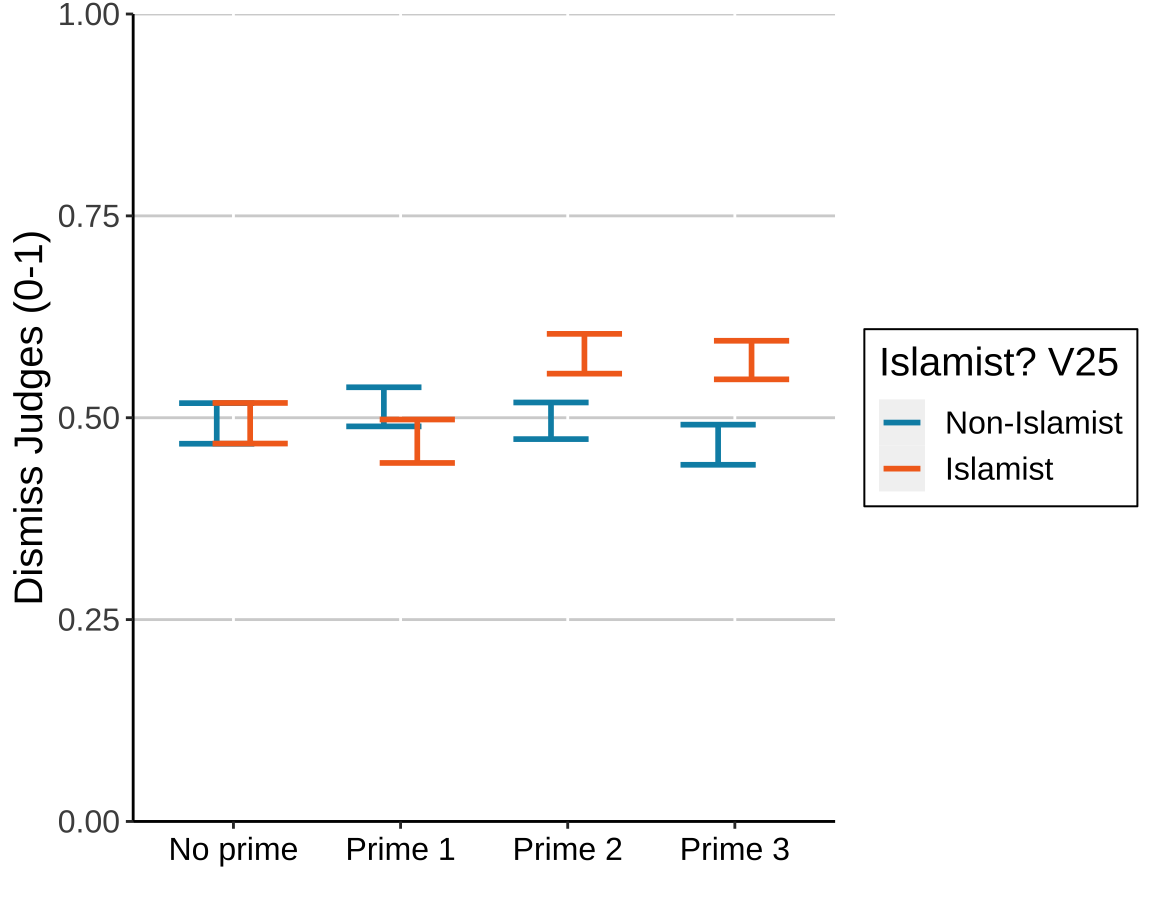 Dismiss Judges (0-1)
1.00
0.75
0.50
0.25
0.00
No prime
Prime 1
Prime 2
Prime 3
Islamist? V25
Non-Islamist
Islamist